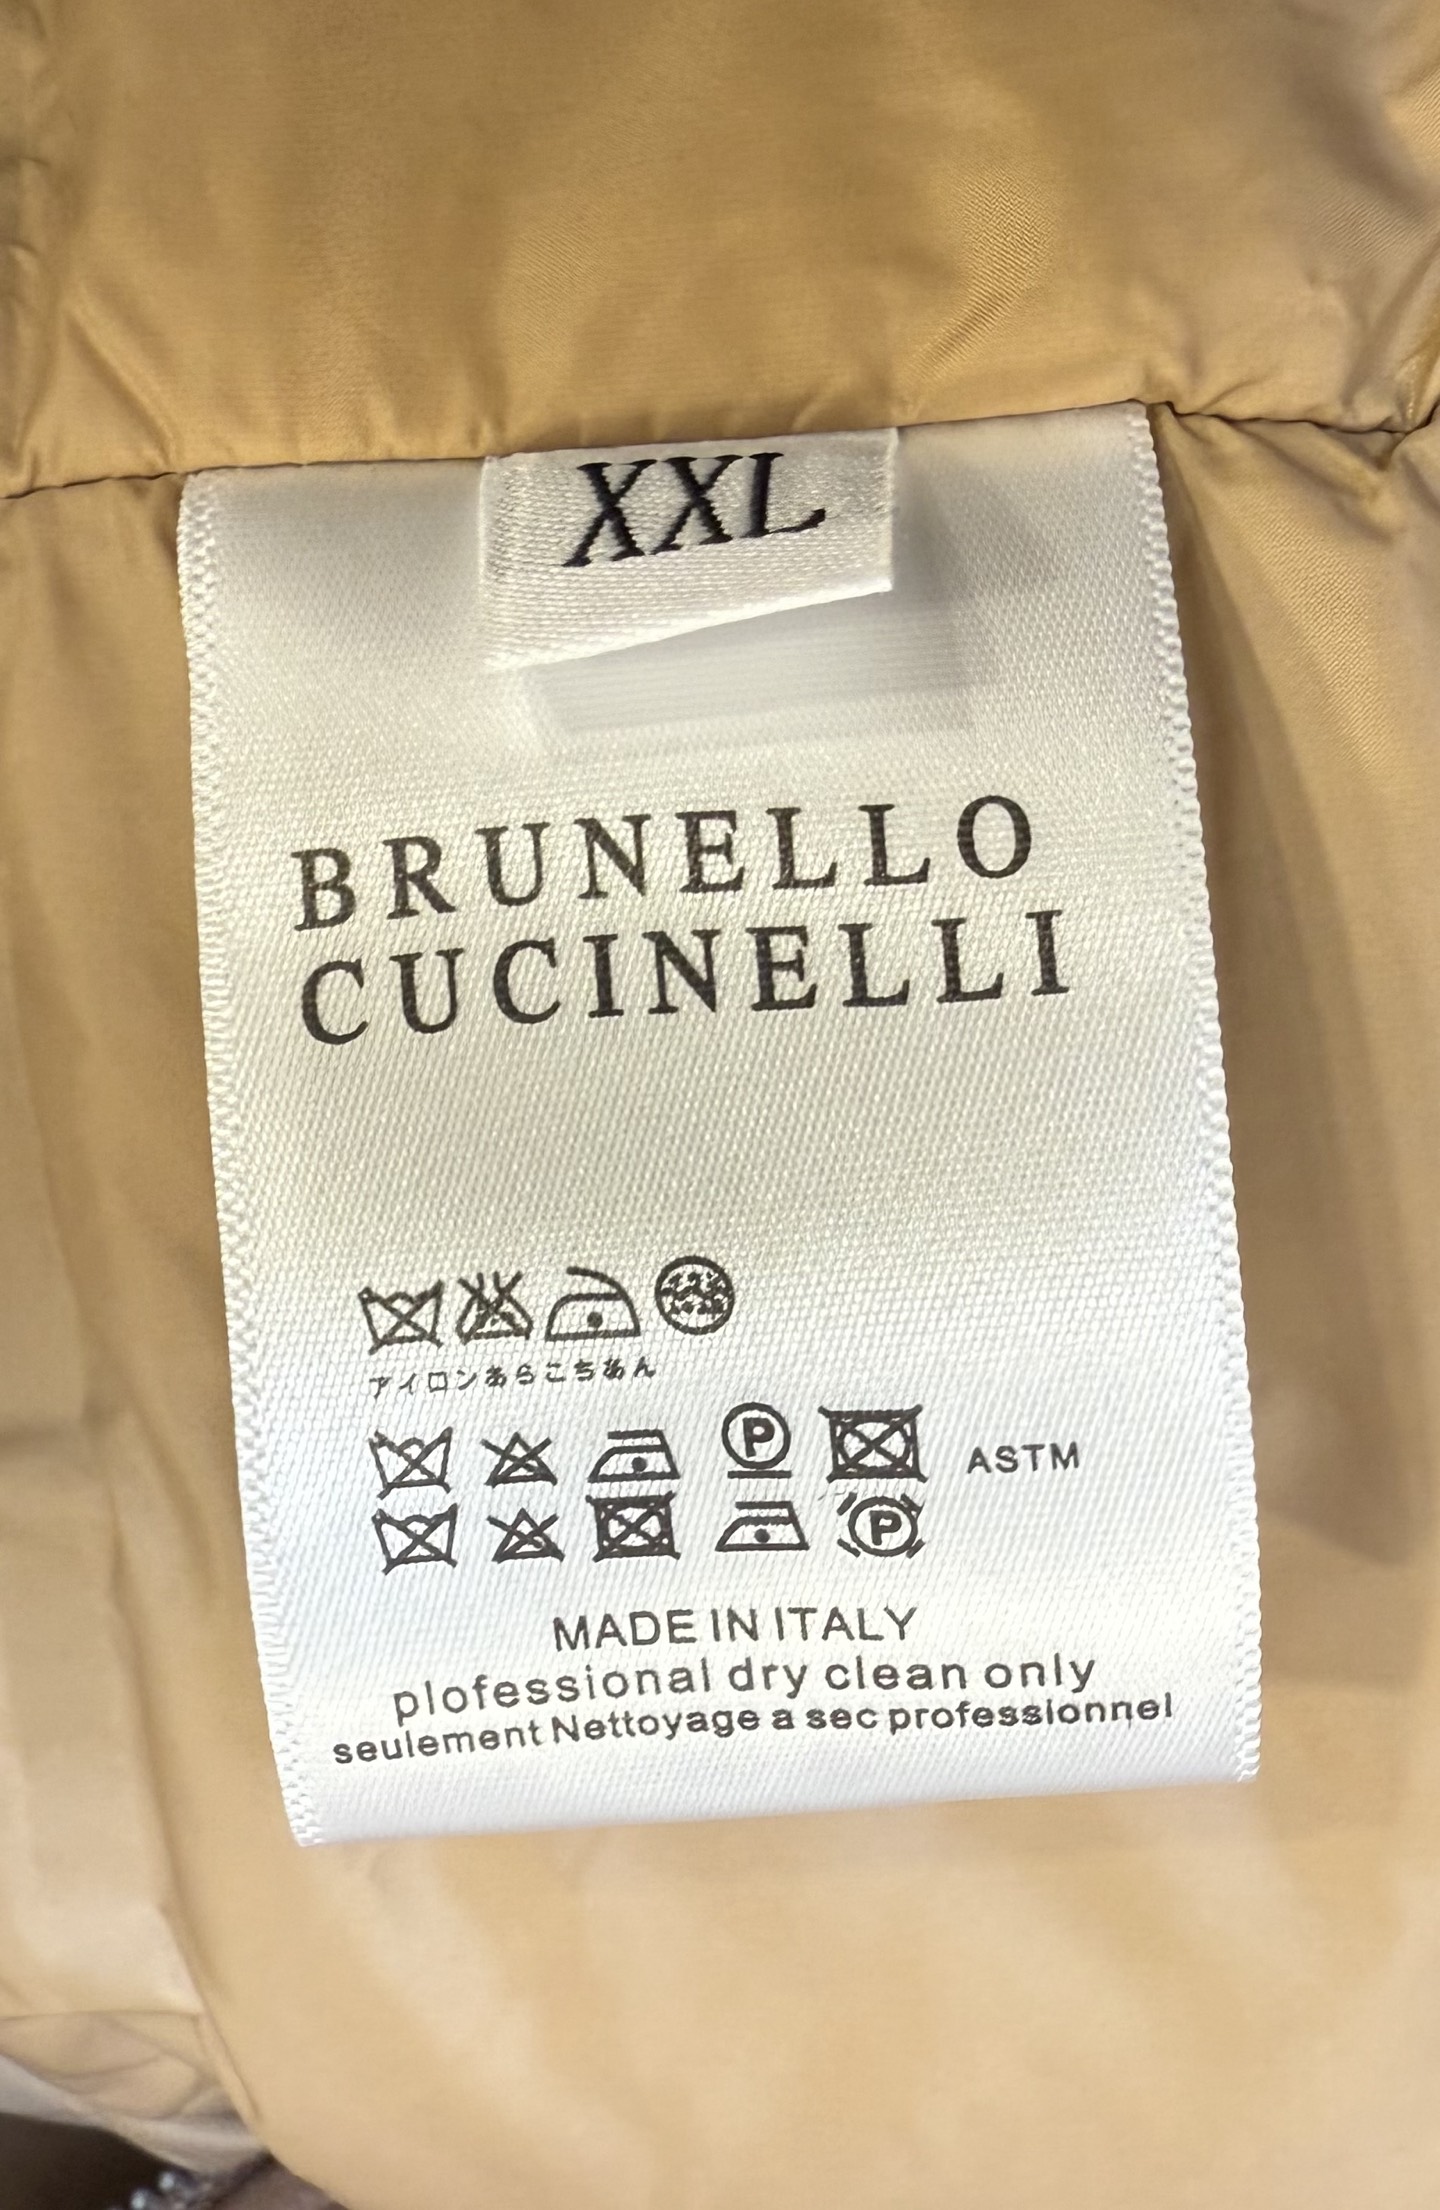 XXL
BRUNELLO
CUCINELLI
アイロンあらこちあん
P
ASTM
P
MADE IN ITALY
plofessional dry clean only
seulement Nettoyage a sec professionnel